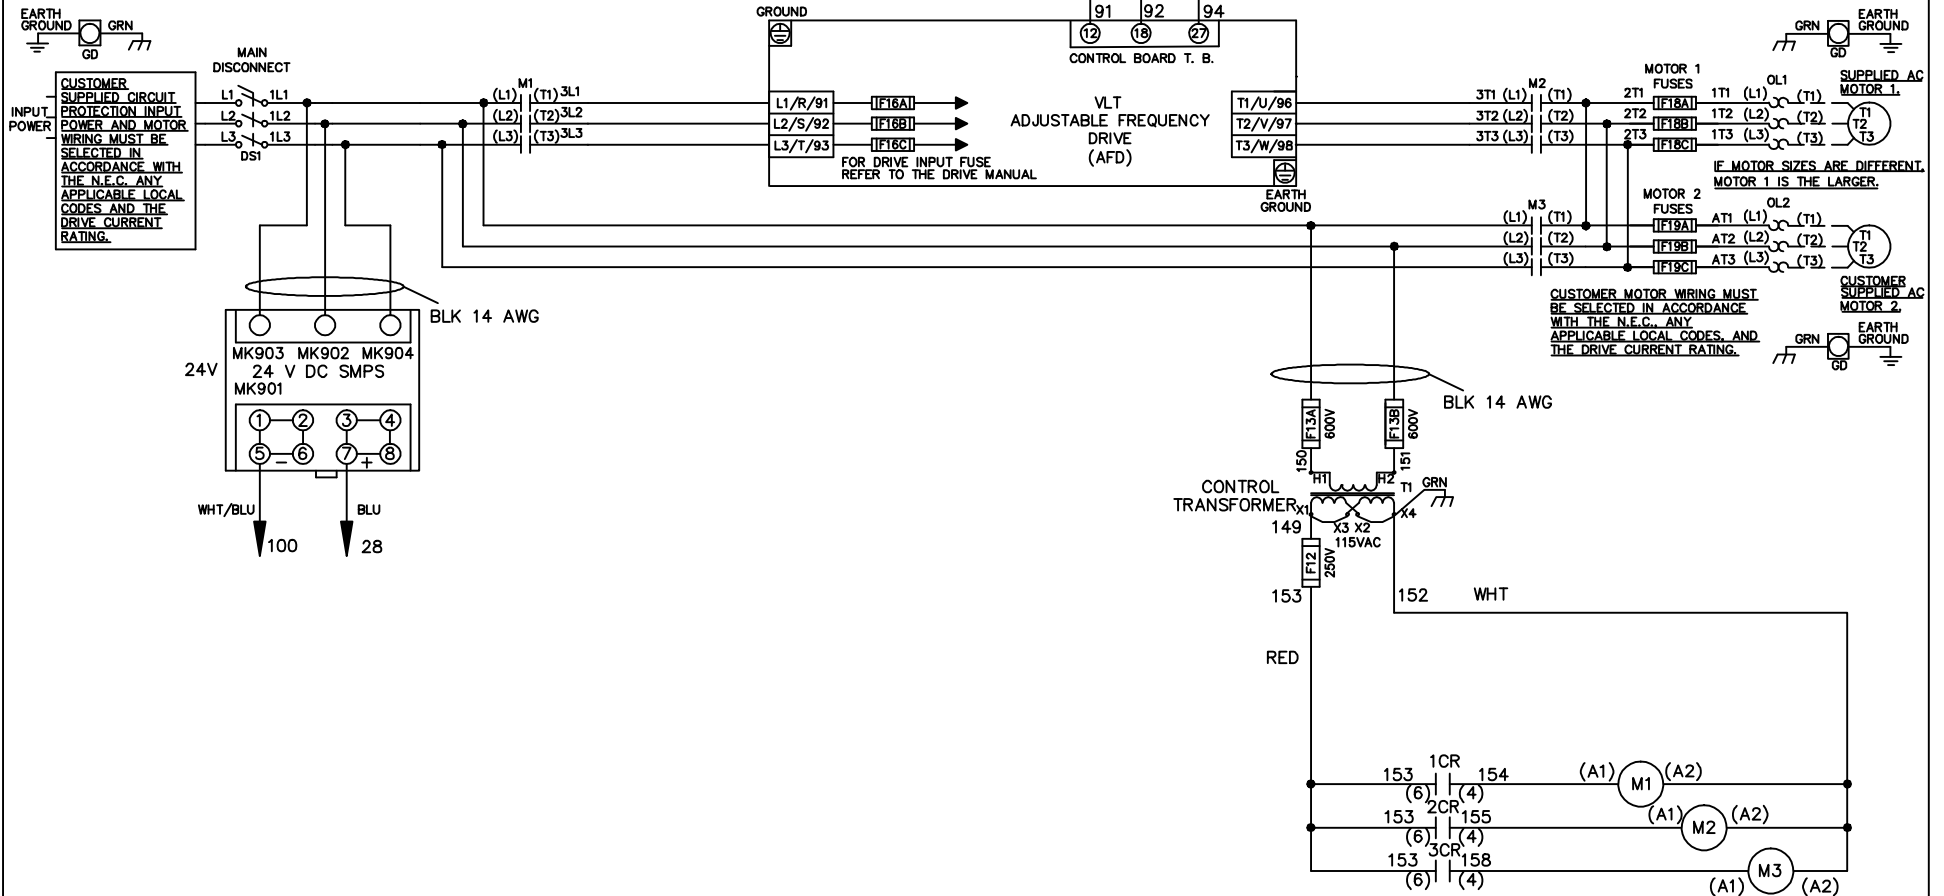 EARTH
GROUND
GRN
GD
MAIN
DISCONNECT
INPUT
POWER
CUSTOMER
SUPPLIED CIRCUIT
PROTECTION INPUT
POWER AND MOTOR
WIRING MUST BE
SELECTED IN
ACCORDANCE WITH
THE N.E.C. ANY
APPLICABLE LOCAL
CODES AND THE
DRIVE CURRENT
RATING.
L1 1L1
L2 1L2
L3 1L3
DS1
M1
(L1) (T1) 3L1
(L2) (T2) 3L2
(L3) (T3) 3L3
GROUND
91 92 94
12 18 27
CONTROL BOARD T. B.
L1/R/91 F16A
L2/S/92 F16B
L3/T/93 F16C
FOR DRIVE INPUT FUSE
REFER TO THE DRIVE MANUAL
VLT
ADJUSTABLE FREQUENCY
DRIVE
(AFD)
T1/U/96
T2/V/97
T3/W/98
EARTH
GROUND
M2
3T1 (L1) (T1)
3T2 (L2) (T2)
3T3 (L3) (T3)
MOTOR 1
FUSES
2T1 F18A 1T1 (L1) (T1)
2T2 F18B 1T2 (L2) (T2)
2T3 F18C 1T3 (L3) (T3)
OL1
GRN
GD
EARTH
GROUND
SUPPLIED AC
MOTOR 1.
T1
T2
T3
IF MOTOR SIZES ARE DIFFERENT,
MOTOR 1 IS THE LARGER.
M3
(L1) (T1)
(L2) (T2)
(L3) (T3)
MOTOR 2
FUSES
OL2
F19A AT1 (L1) (T1)
F19B AT2 (L2) (T2)
F19C AT3 (L3) (T3)
T1
T2
T3
CUSTOMER
SUPPLIED AC
MOTOR 2.
CUSTOMER MOTOR WIRING MUST
BE SELECTED IN ACCORDANCE
WITH THE N.E.C., ANY
APPLICABLE LOCAL CODES, AND
THE DRIVE CURRENT RATING.
GRN
GD
EARTH
GROUND
BLK 14 AWG
MK903 MK902 MK904
24V
24 V DC SMPS
MK901
1 2 3 4
5 - 6 7 + 8
WHT/BLU
BLU
100
28
BLK 14 AWG
F13A
600V
F13B
600V
150
151
H1 H2
T1
GRN
CONTROL
TRANSFORMER
X1 X3 X2 X4
115VAC
149
F12
250V
153
152
WHT
RED
1CR
153 154
(6) (4)
(A1) M1 (A2)
2CR
153 155
(6) (4)
(A1) M2 (A2)
3CR
153 158
(6) (4)
(A1) M3 (A2)